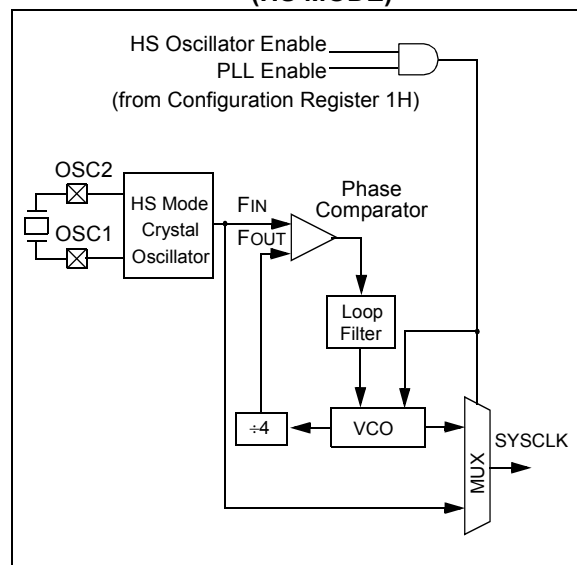 (HS MODE)
HS Oscillator Enable
PLL Enable
(from Configuration Register 1H)
OSC2
OSC1
HS Mode
Crystal
Oscillator
FIN
FOUT
Phase
Comparator
Loop
Filter
÷4
VCO
MUX
SYSCLK